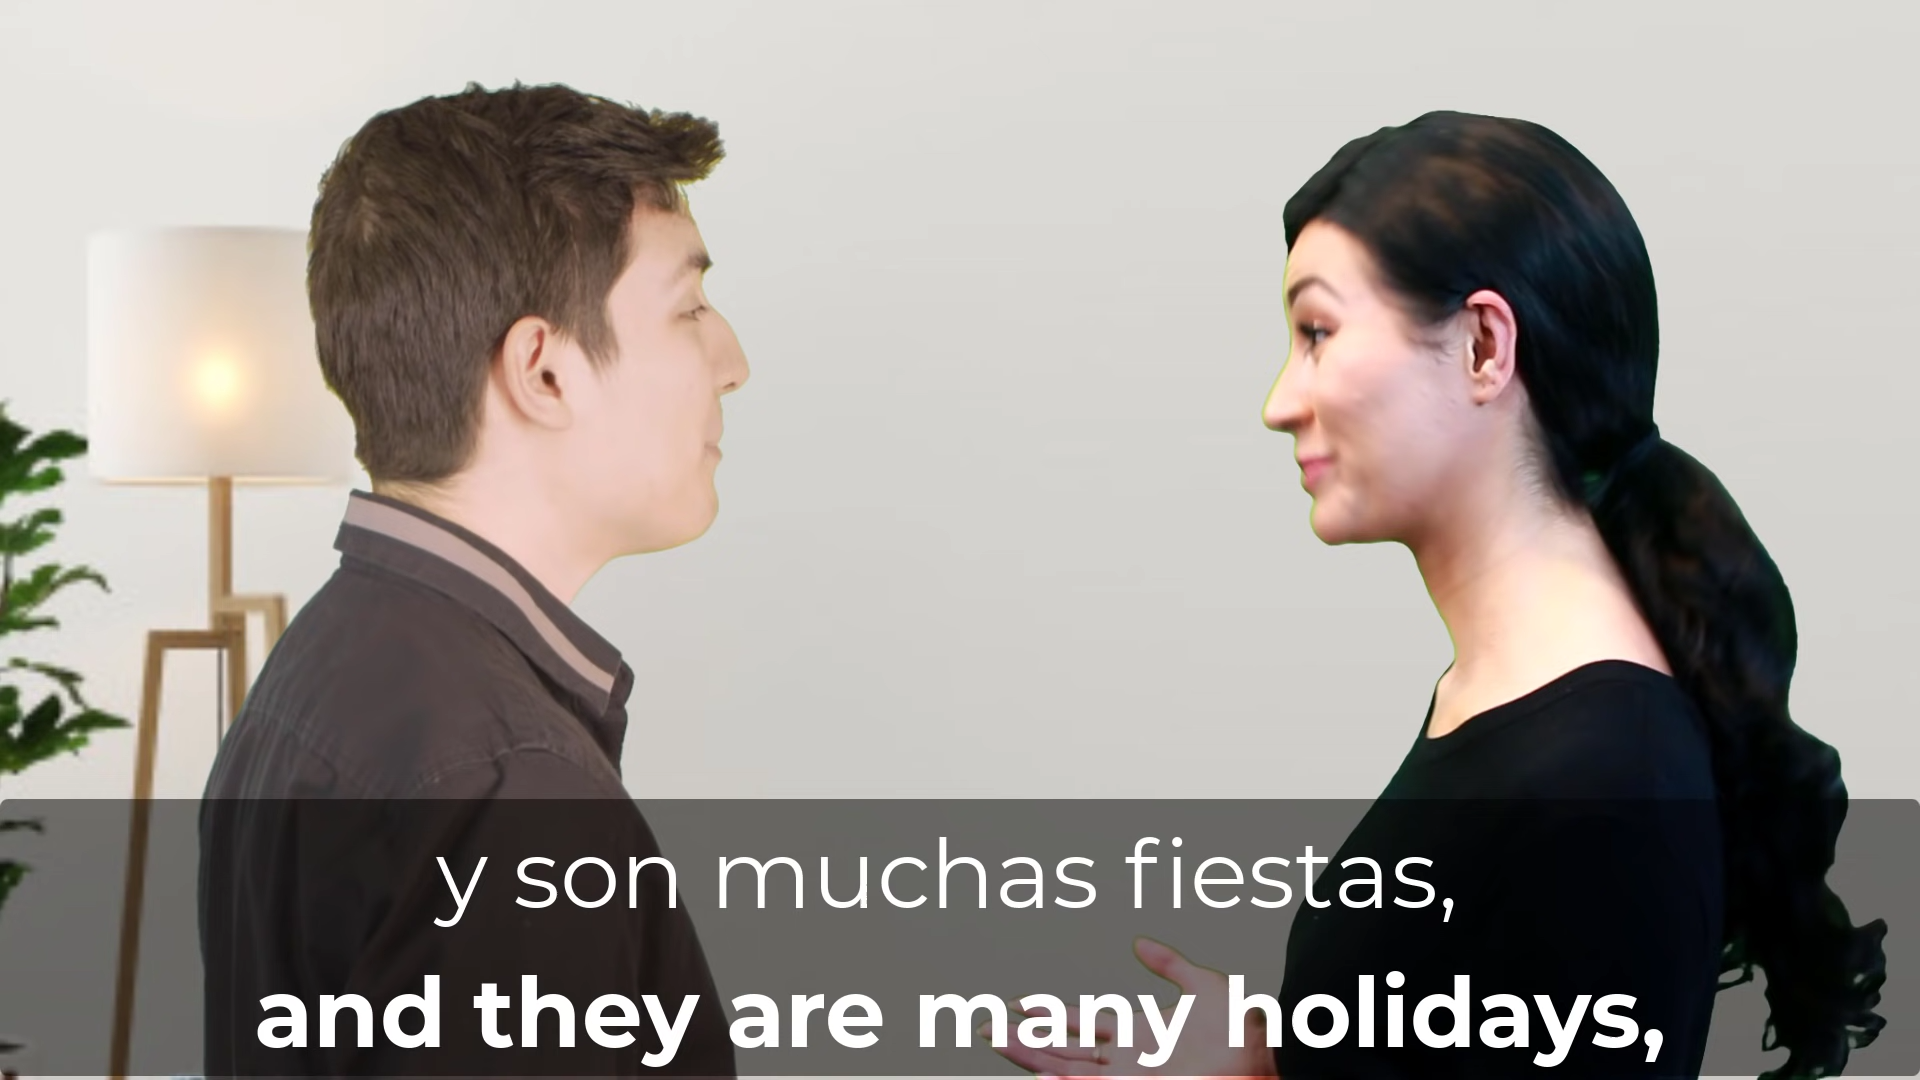 y son muchas fiestas,
and they are many holidays,